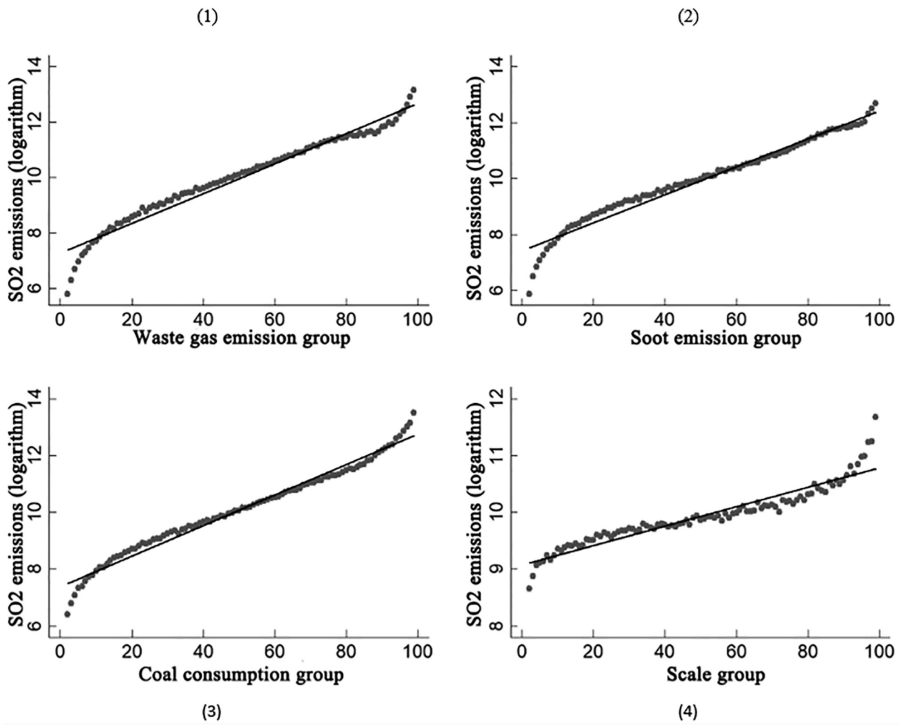 (1)
(2)
SO2 emissions (logarithm)
14
12
10
8
6
0 20 40 60 80 100
Waste gas emission group
SO2 emissions (logarithm)
14
12
10
8
6
0 20 40 60 80 100
Soot emission group
SO2 emissions (logarithm)
14
12
10
8
6
0 20 40 60 80 100
Coal consumption group
SO2 emissions (logarithm)
12
11
10
9
8
0 20 40 60 80 100
Scale group
(3)
(4)